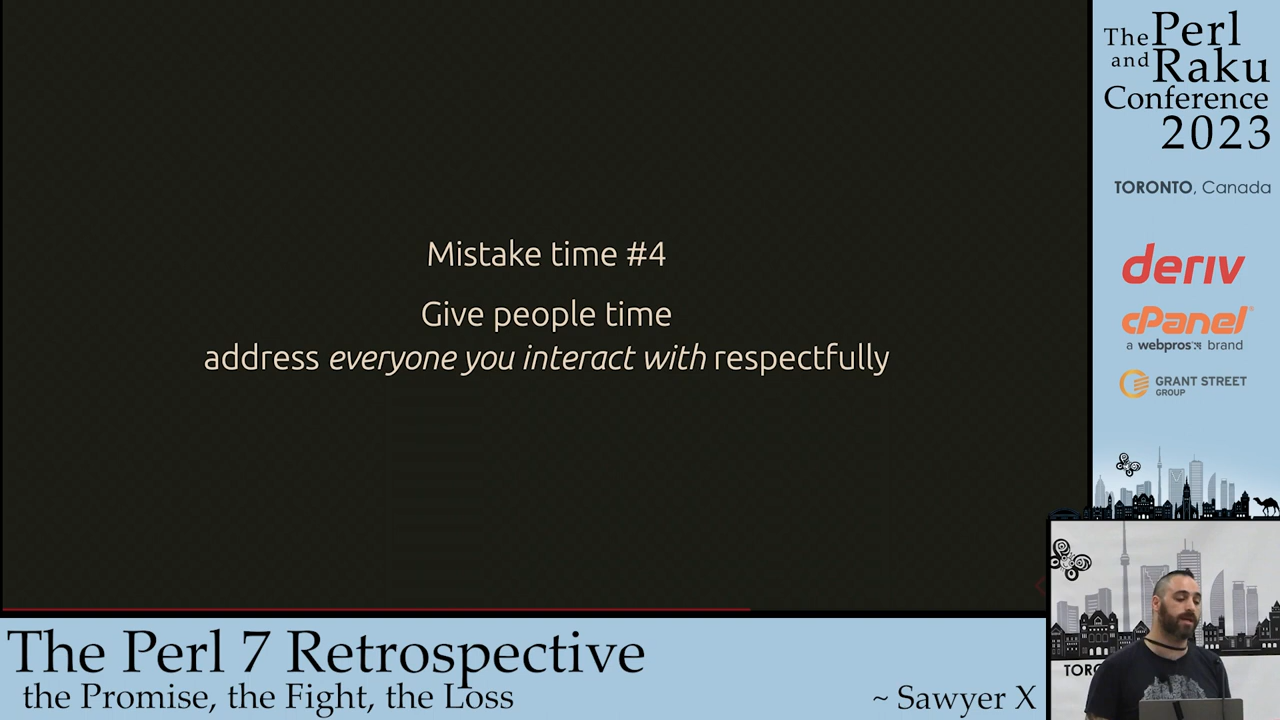 Mistake time #4
Give people time
address everyone you interact with respectfully
The Perl
and Raku
Conference
2023
TORONTO, Canada
deriv
cPanel®
a webpros brand
GRANT STREET
GROUP
The Perl 7 Retrospective
the Promise, the Fight, the Loss
~ Sawyer X